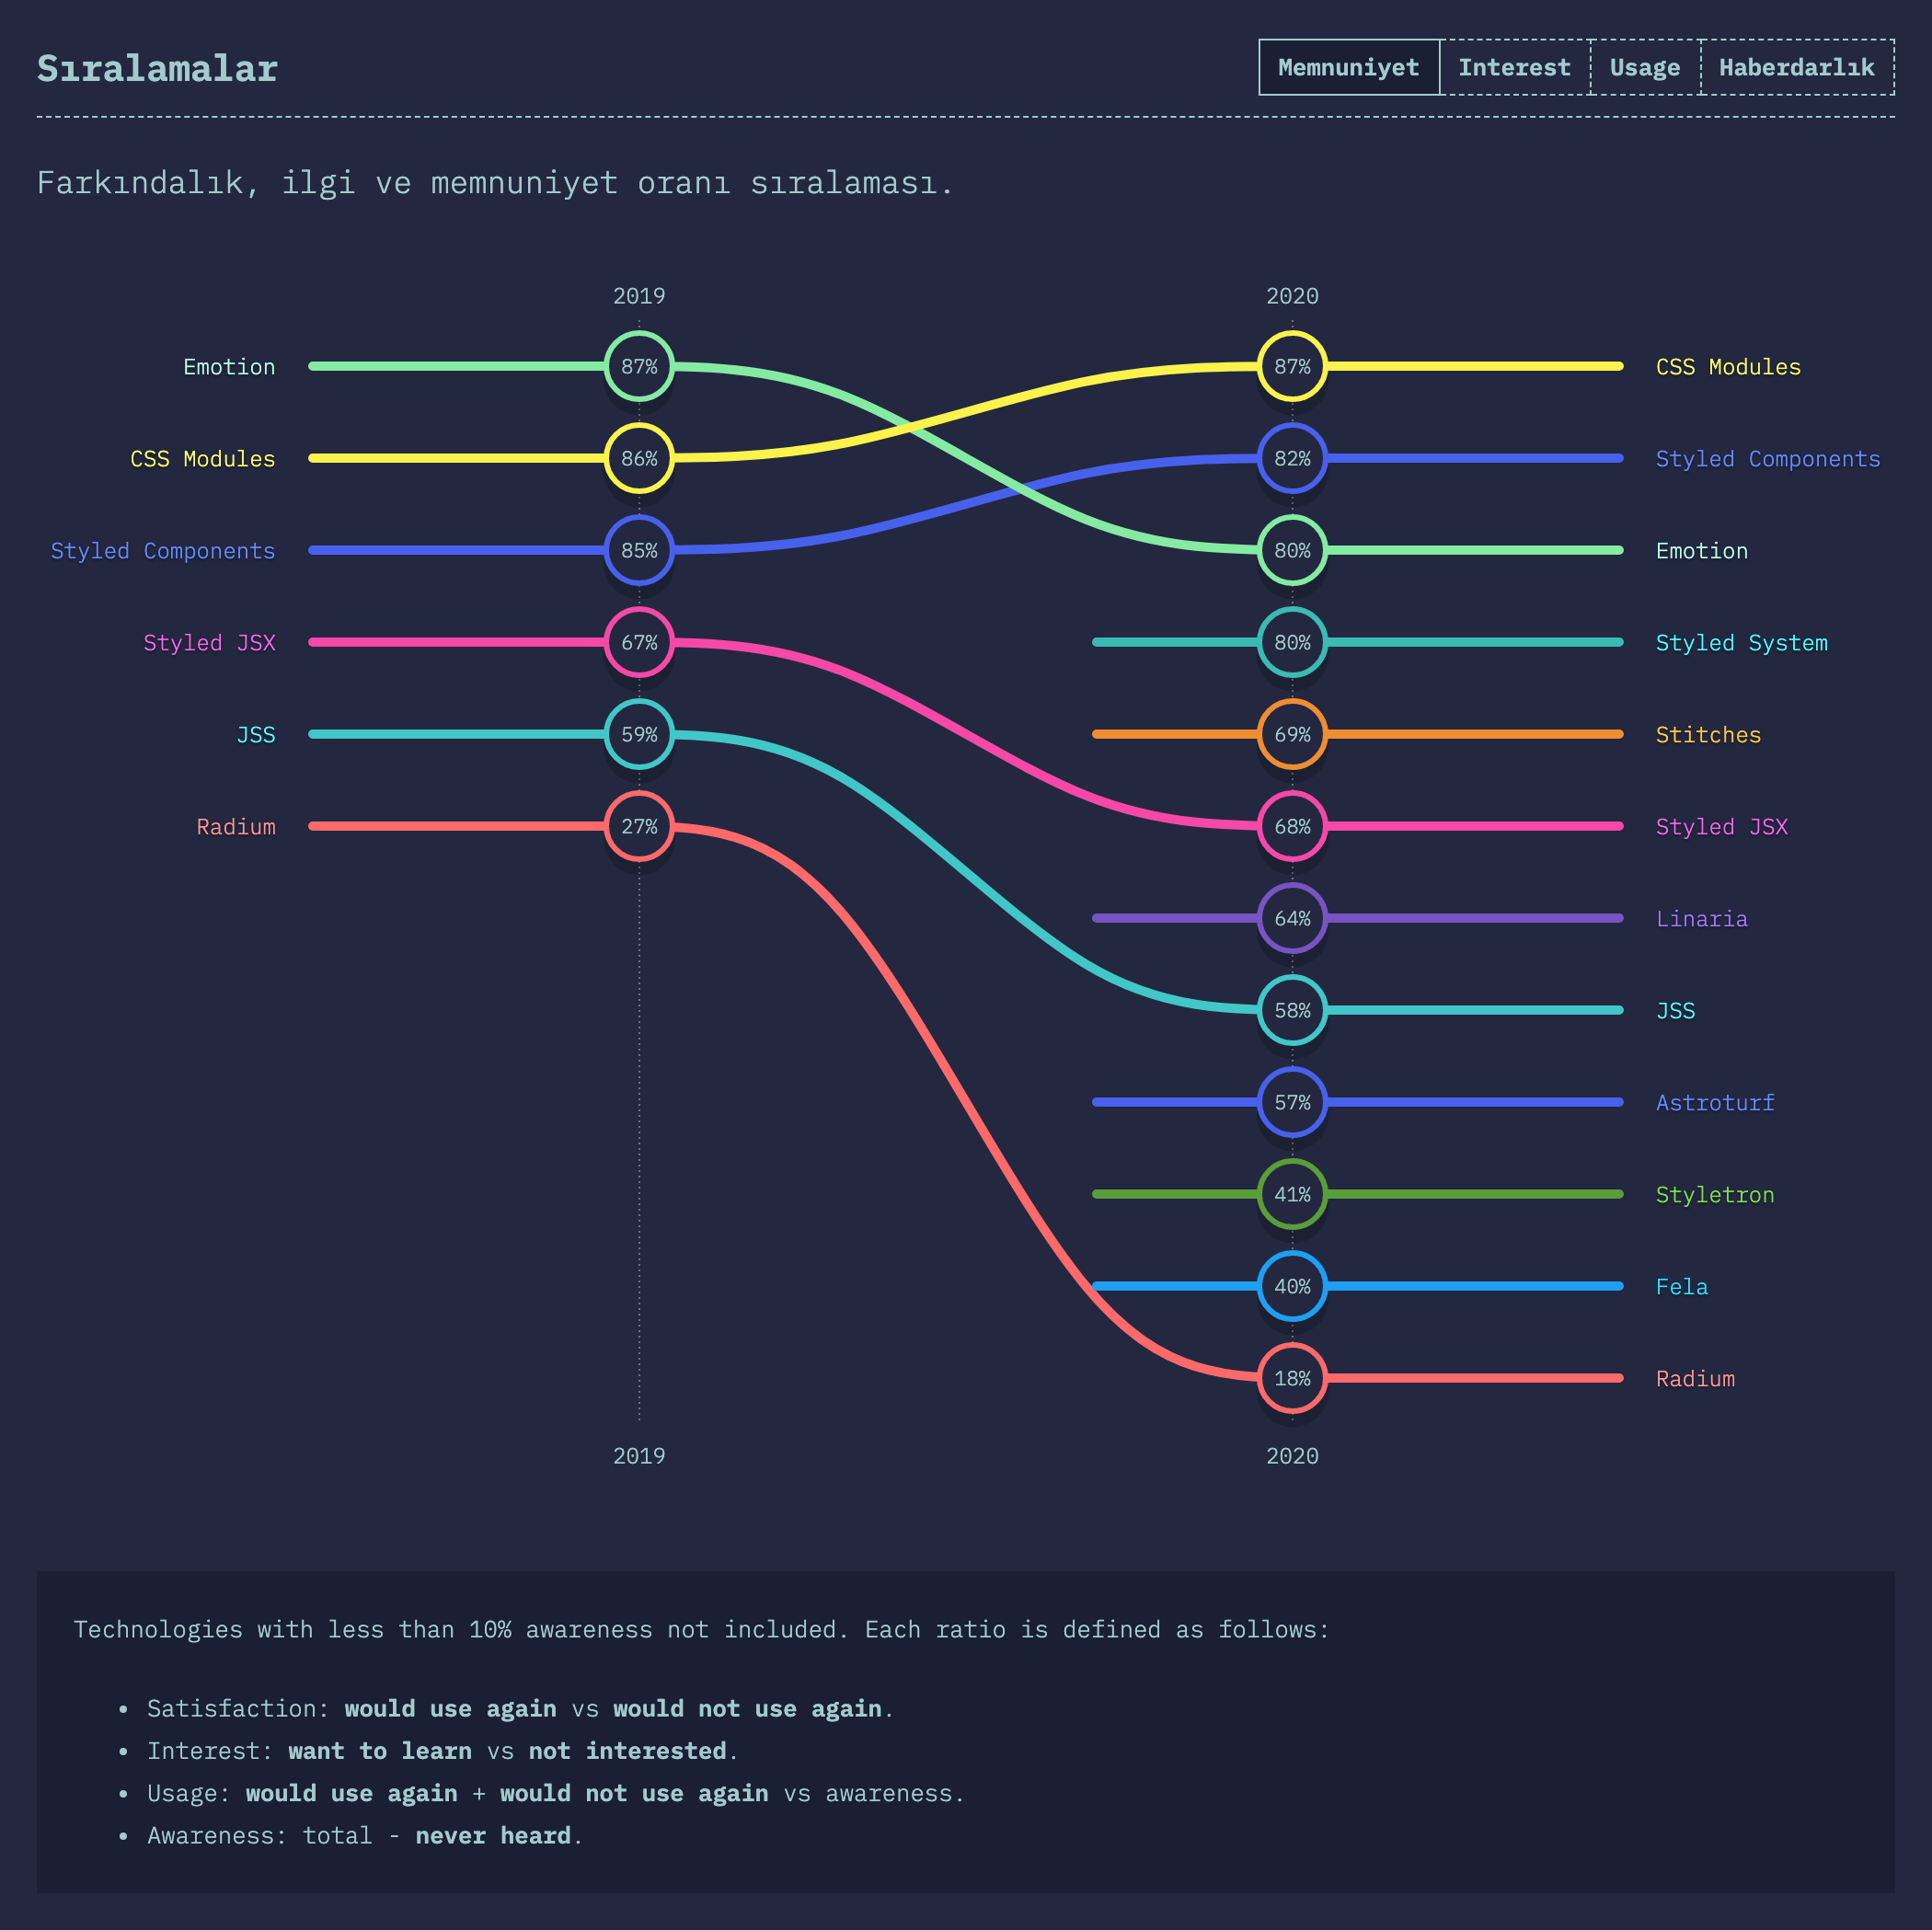 Sıralamalar
Memnuniyet Interest Usage Haberdarlık
Farkındalık, ilgi ve memnuniyet oranı sıralaması.
2019 2020
Emotion 87% 87% CSS Modules
CSS Modules 86% 82% Styled Components
Styled Components 85% 80% Emotion
Styled JSX 67% 80% Styled System
JSS 59% 69% Stitches
Radium 27% 68% Styled JSX
64% Linaria
58% JSS
57% Astroturf
41% Styletron
40% Fela
18% Radium
2019 2020
Technologies with less than 10% awareness not included. Each ratio is defined as follows:
• Satisfaction: would use again vs would not use again.
• Interest: want to learn vs not interested.
• Usage: would use again + would not use again vs awareness.
• Awareness: total - never heard.